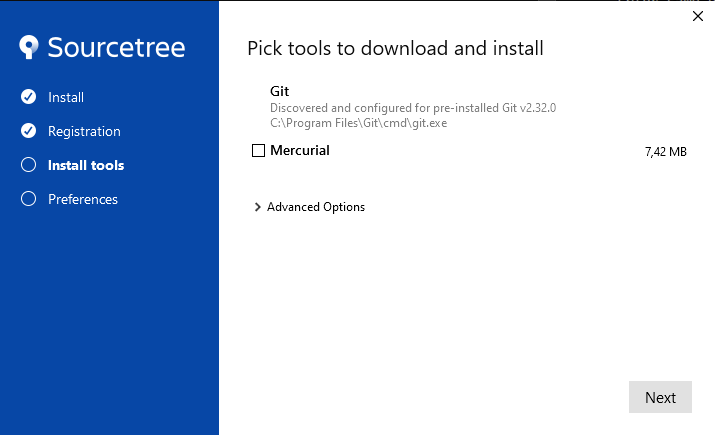 Sourcetree
Install
Registration
Install tools
Preferences
Pick tools to download and install
Git
Discovered and configured for pre-installed Git v2.32.0
C:\Program Files\Git\cmd\git.exe
Mercurial 7,42 MB
Advanced Options
Next